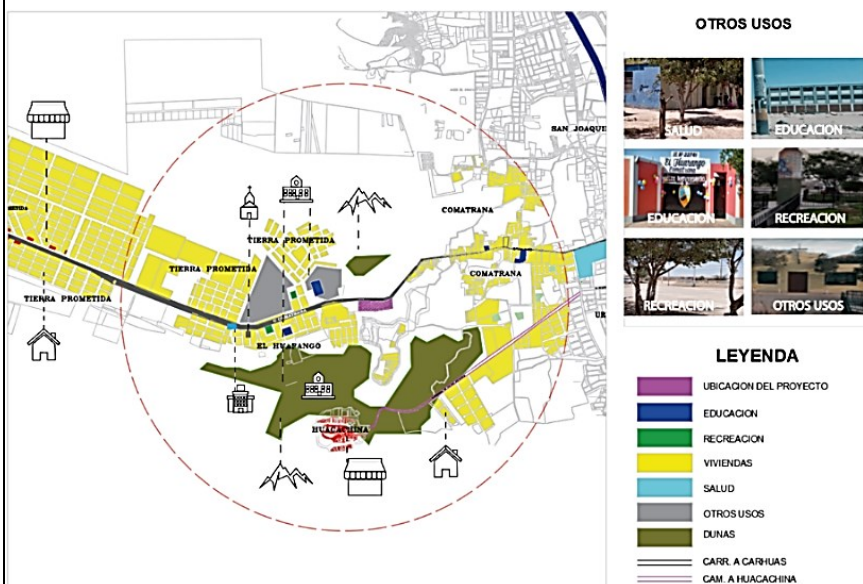 OTROS USOS
SALUD
EDUCACION
EDUCACION
RECREACION
RECREACION
OTROS USOS
SAN JOAQUI
COMATRANA
TIERRA PROMETIDA
TIERRA PROMETIDA
COMATRANA
TIERRA PROMETIDA
EL HUARANGO
HUACACHINA
LEYENDA
UBICACION DEL PROYECTO
EDUCACION
RECREACION
VIVIENDAS
SALUD
OTROS USOS
DUNAS
CARR. A CARHUAS
CAM. A HUACACHINA